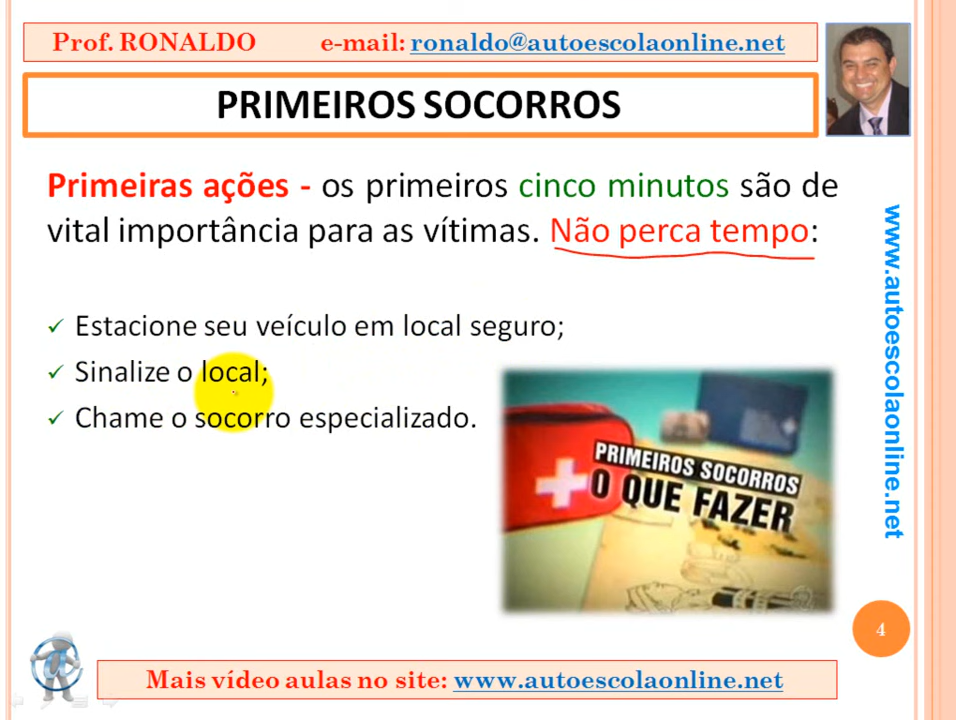 Prof. RONALDO e-mail: ronaldo@autoescolaonline.net
PRIMEIROS SOCORROS
Primeiras ações - os primeiros cinco minutos são de
vital importância para as vítimas. Não perca tempo:
✓ Estacione seu veículo em local seguro;
✓ Sinalize o local;
✓ Chame o socorro especializado.
PRIMEIROS SOCORROS
O QUE FAZER
www.autoescolaonline.net
4
@
Mais vídeo aulas no site: www.autoescolaonline.net